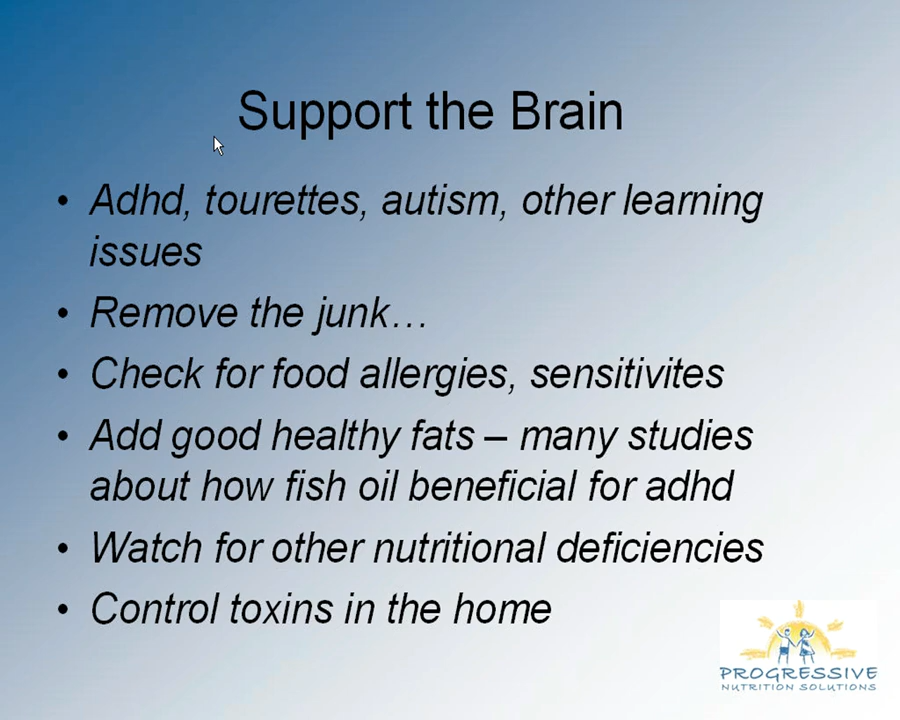 Support the Brain
• Adhd, tourettes, autism, other learning
issues
• Remove the junk…
• Check for food allergies, sensitivites
• Add good healthy fats – many studies
about how fish oil beneficial for adhd
• Watch for other nutritional deficiencies
• Control toxins in the home
PROGRESSIVE
NUTRITION SOLUTIONS